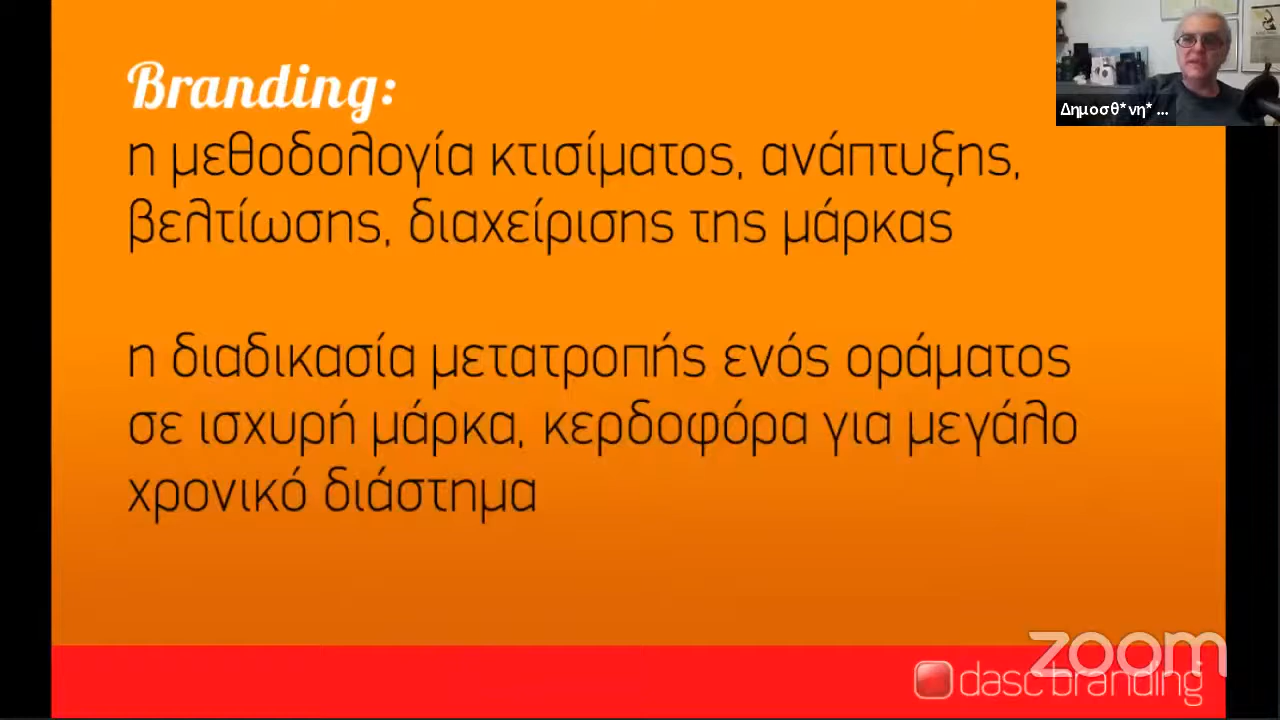 Branding:
η μεθοδολογία κτισίματος, ανάπτυξης,
βελτίωσης, διαχείρισης της μάρκας
η διαδικασία μετατροπής ενός οράματος
σε ισχυρή μάρκα, κερδοφόρα για μεγάλο
χρονικό διάστημα
Δημοσθ*νη* ...
zoom
dasc branding